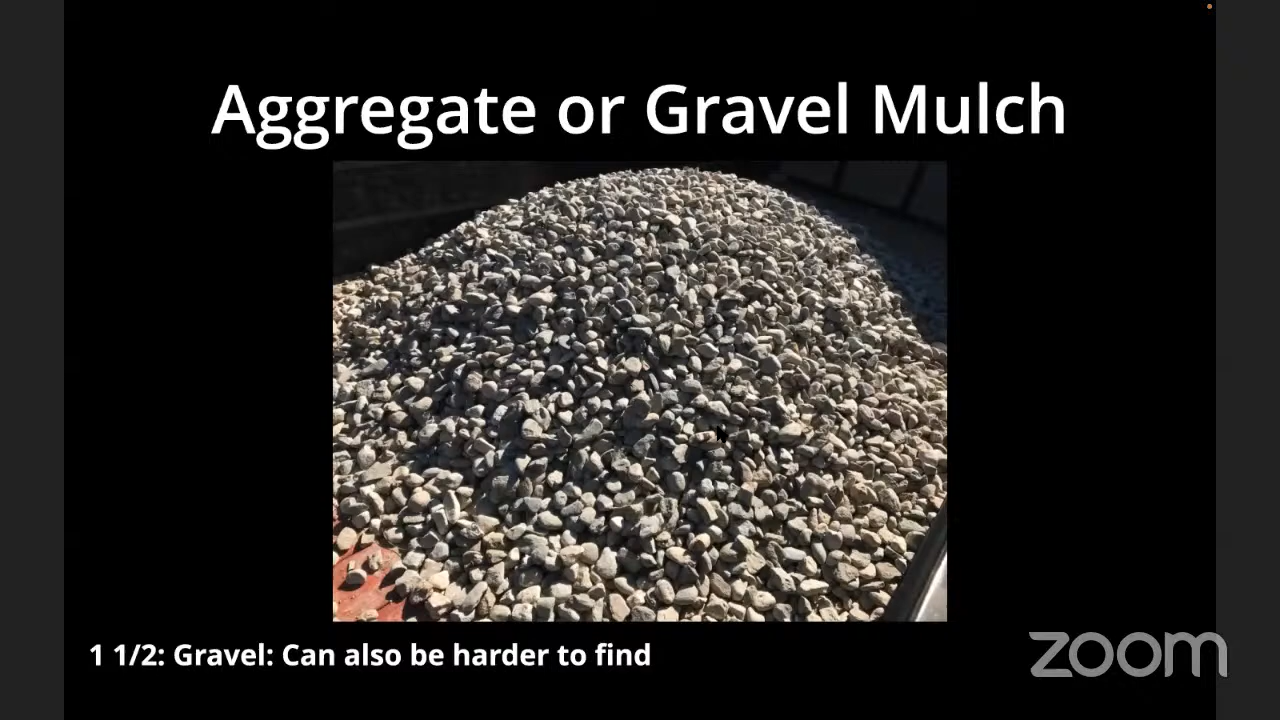 Aggregate or Gravel Mulch
1 1/2: Gravel: Can also be harder to find
zoom